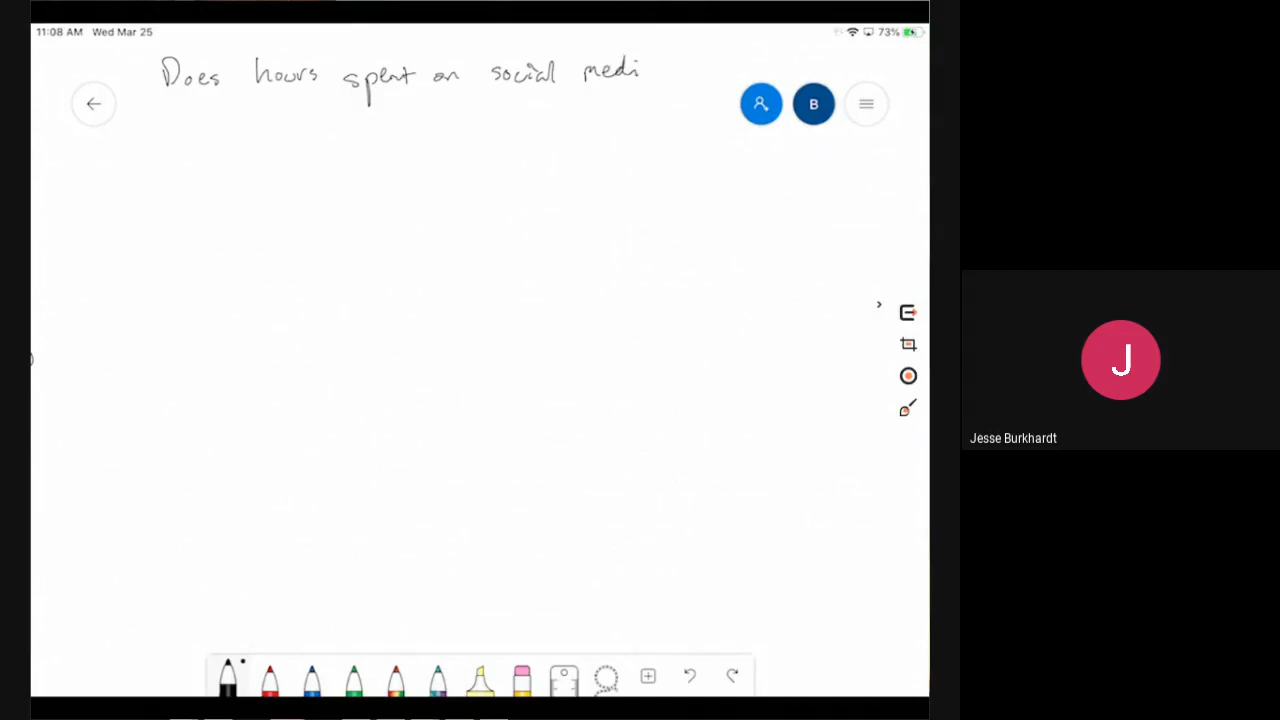 11:08 AM Wed Mar 25
73%
Does hours spent on social medi
B
J
Jesse Burkhardt